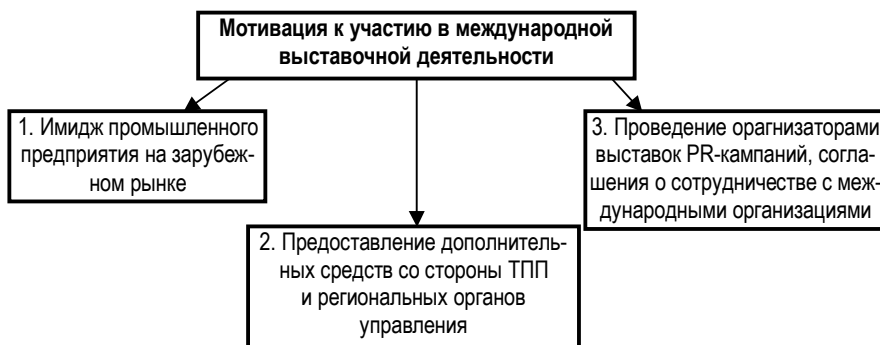 Мотивация к участию в международной
выставочной деятельности
1. Имидж промышленного
предприятия на зарубеж-
ном рынке
2. Предоставление дополнитель-
ных средств со стороны ТПП
и региональных органов
управления
3. Проведение орагнизаторами
выставок PR-кампаний, согла-
шения о сотрудничестве с меж-
дународными организациями